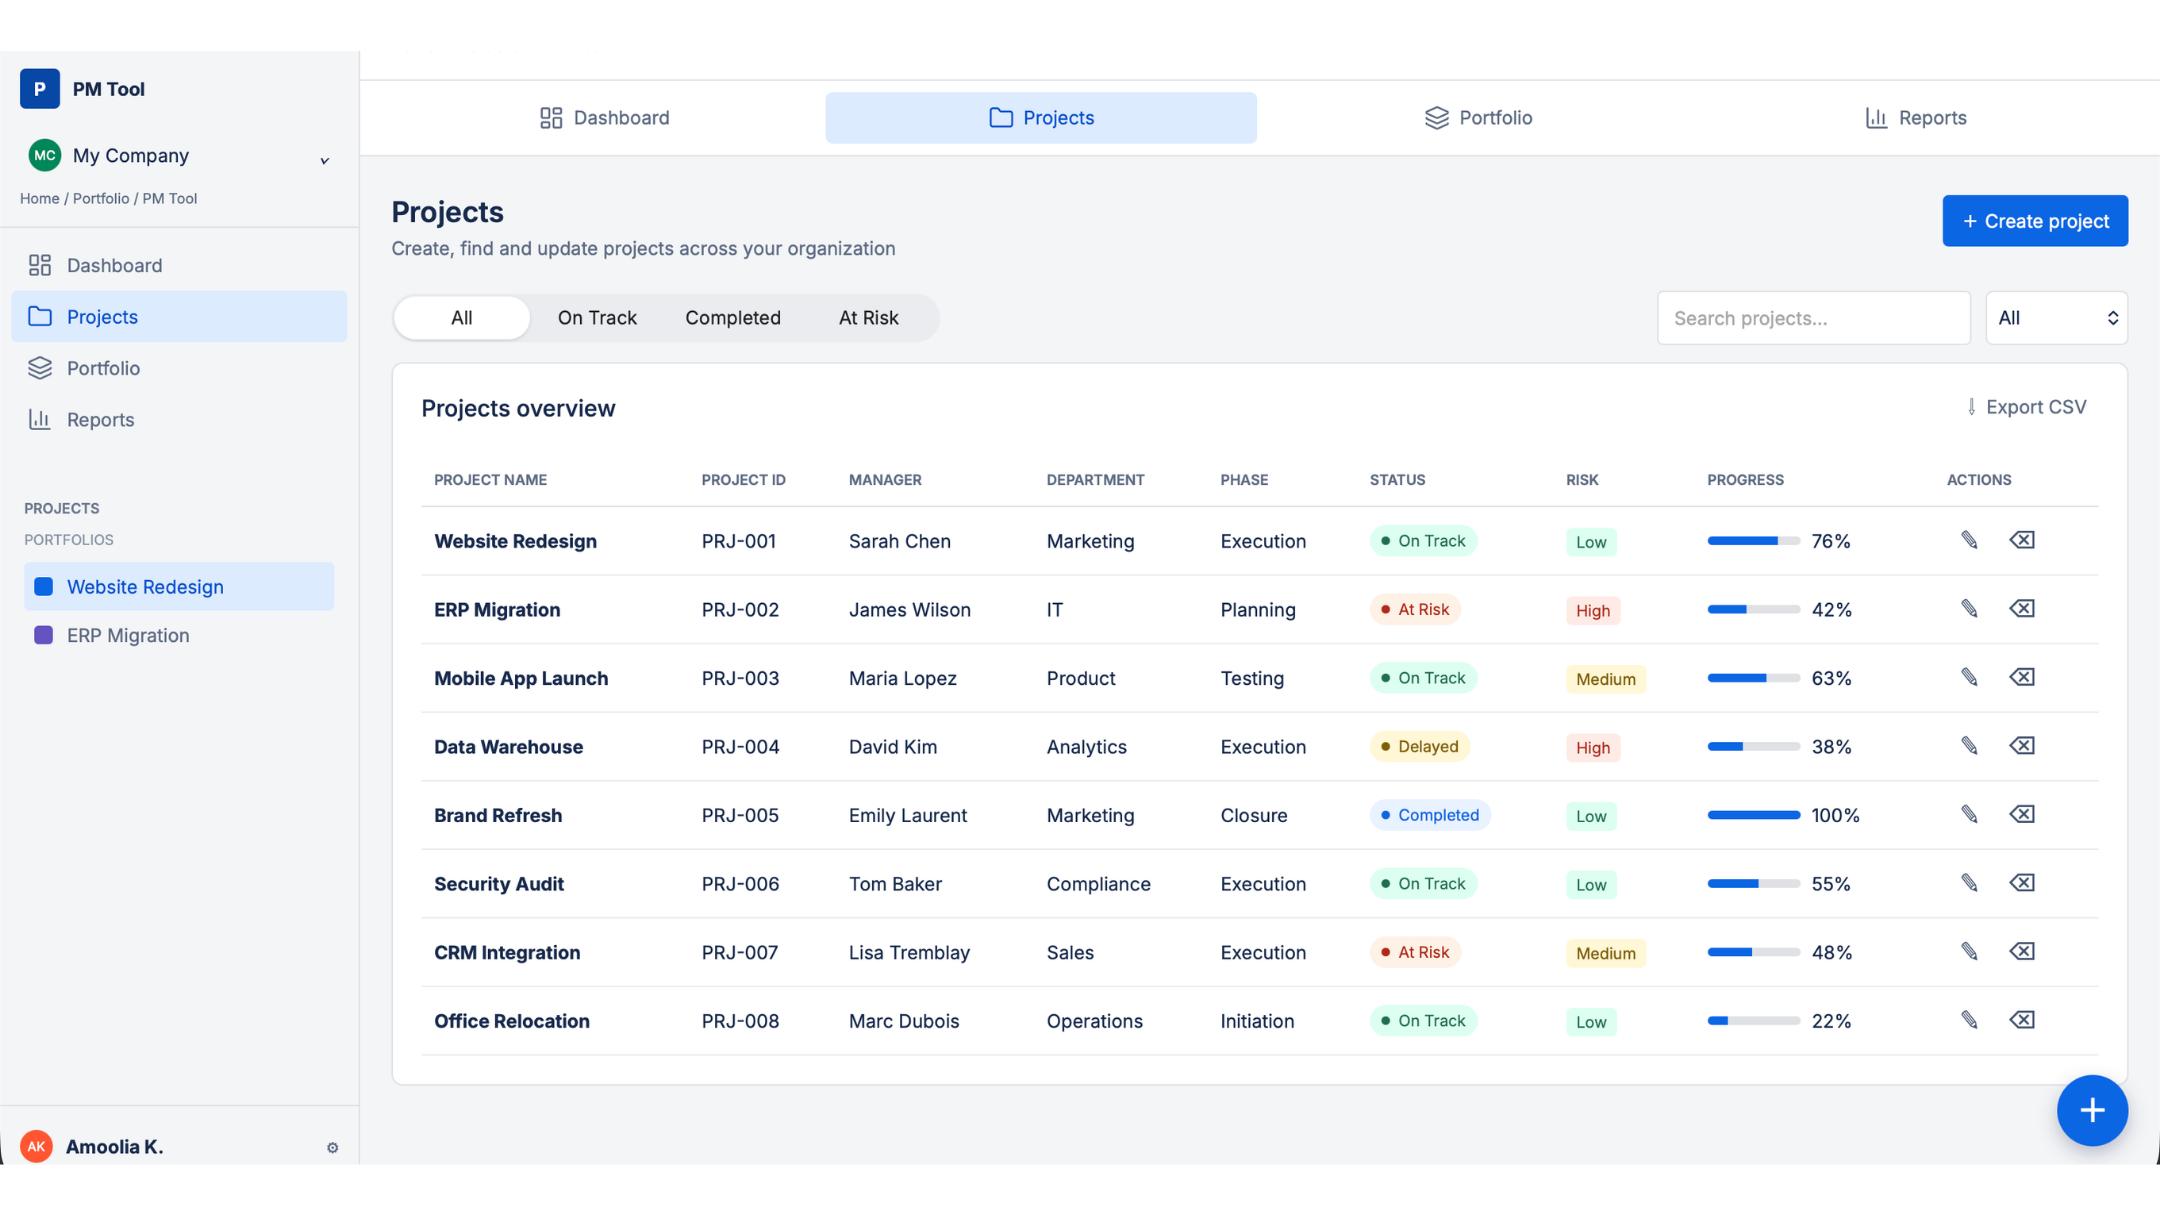 P PM Tool
MC My Company
Home / Portfolio / PM Tool
Dashboard
Projects
Portfolio
Reports
PROJECTS
PORTFOLIOS
Website Redesign
ERP Migration
AK Amoolia K.
Dashboard Projects Portfolio Reports
Projects
Create, find and update projects across your organization
+ Create project
All On Track Completed At Risk
Search projects... All
Projects overview
Export CSV
PROJECT NAME PROJECT ID MANAGER DEPARTMENT PHASE STATUS RISK PROGRESS ACTIONS
Website Redesign PRJ-001 Sarah Chen Marketing Execution On Track Low 76%
ERP Migration PRJ-002 James Wilson IT Planning At Risk High 42%
Mobile App Launch PRJ-003 Maria Lopez Product Testing On Track Medium 63%
Data Warehouse PRJ-004 David Kim Analytics Execution Delayed High 38%
Brand Refresh PRJ-005 Emily Laurent Marketing Closure Completed Low 100%
Security Audit PRJ-006 Tom Baker Compliance Execution On Track Low 55%
CRM Integration PRJ-007 Lisa Tremblay Sales Execution At Risk Medium 48%
Office Relocation PRJ-008 Marc Dubois Operations Initiation On Track Low 22%
+